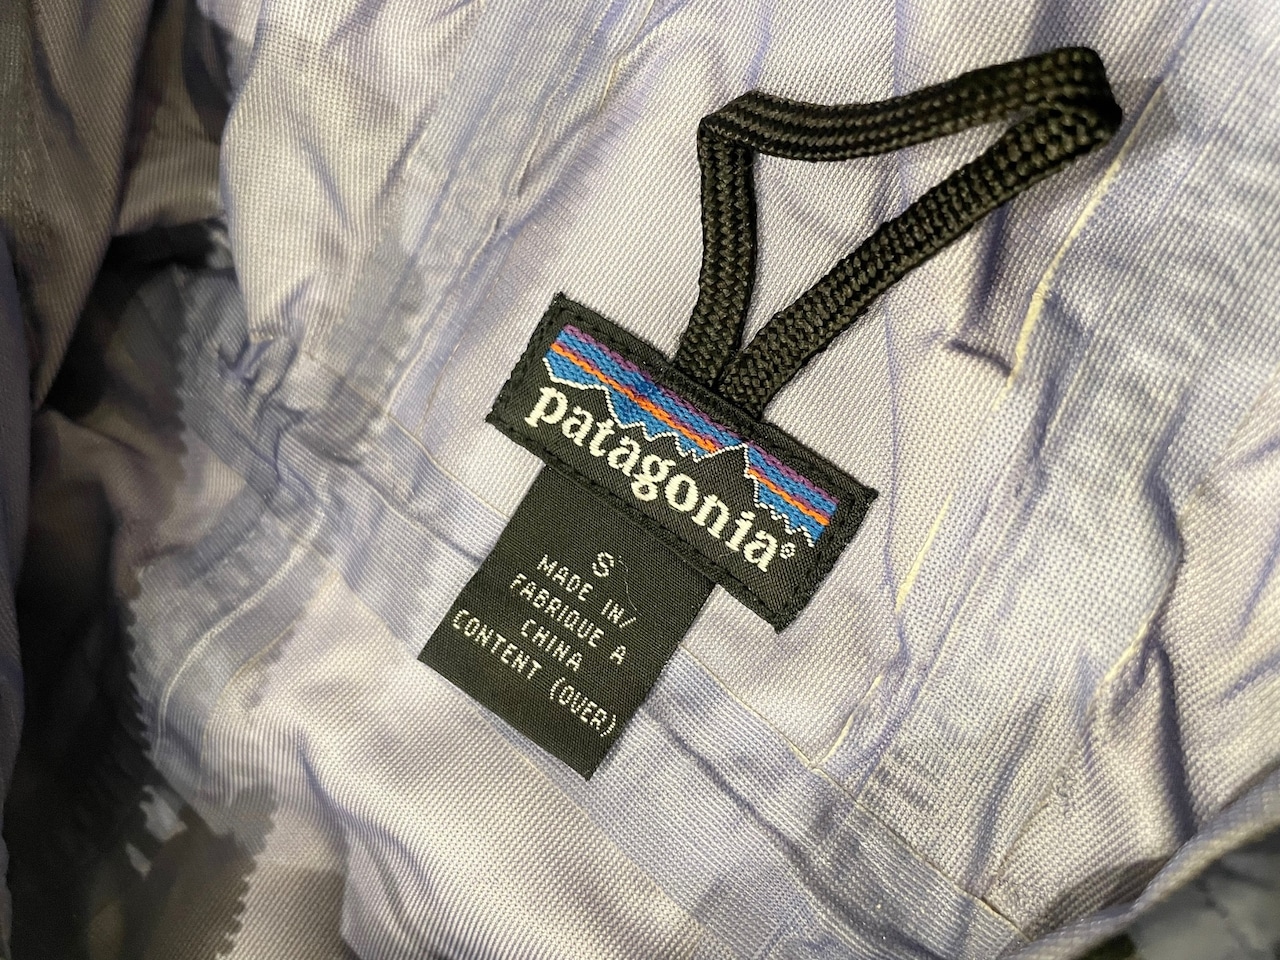 patagonia®
S
MADE IN/
FABRIQUE A
CHINA
CONTENT (OVER)